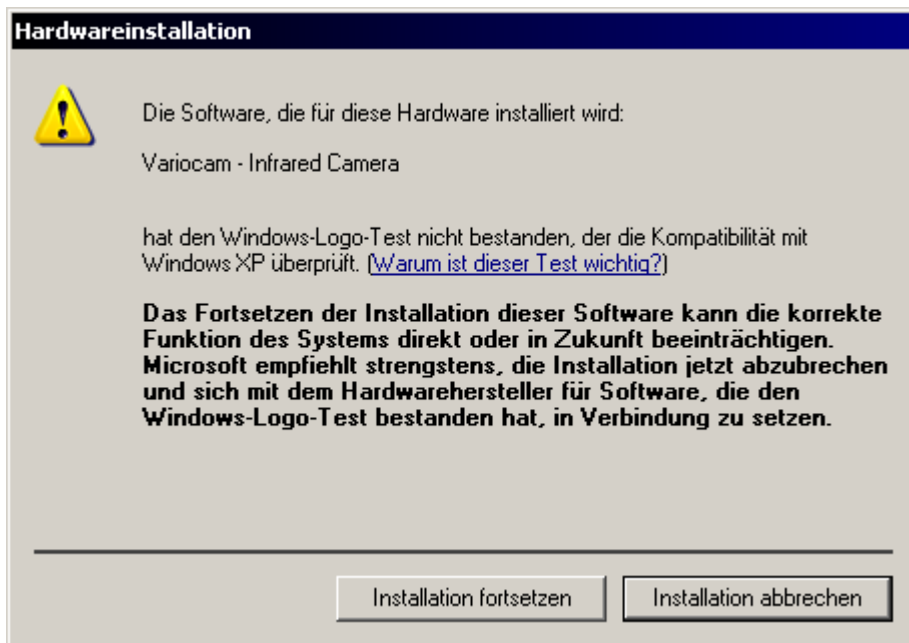 Hardwareinstallation
Die Software, die für diese Hardware installiert wird:
Variocam - Infrared Camera
hat den Windows-Logo-Test nicht bestanden, der die Kompatibilität mit
Windows XP überprüft. (Warum ist dieser Test wichtig?)
Das Fortsetzen der Installation dieser Software kann die korrekte
Funktion des Systems direkt oder in Zukunft beeinträchtigen.
Microsoft empfiehlt strengstens, die Installation jetzt abzubrechen
und sich mit dem Hardwarehersteller für Software, die den
Windows-Logo-Test bestanden hat, in Verbindung zu setzen.
Installation fortsetzen
Installation abbrechen